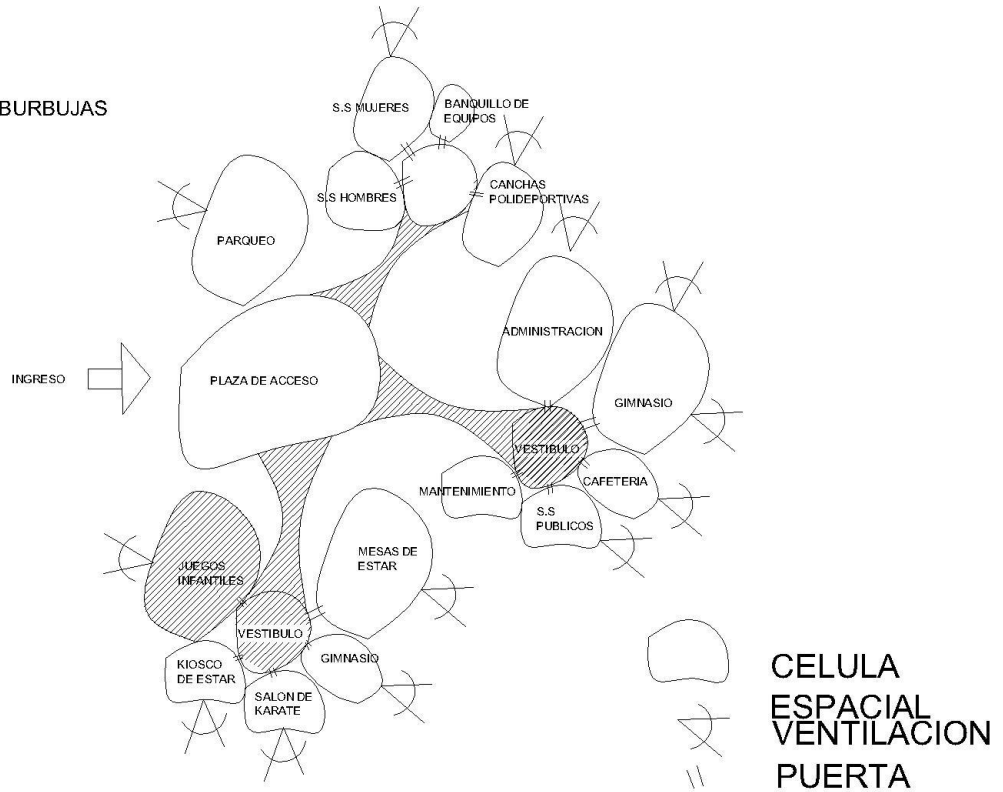 BURBUJAS
S.S MUJERES
BANQUILLO DE
EQUIPOS
S.S HOMBRES
CANCHAS
POLIDEPORTIVAS
PARQUEO
ADMINISTRACION
INGRESO
PLAZA DE ACCESO
GIMNASIO
VESTIBULO
MANTENIMIENTO
CAFETERIA
S.S
PUBLICOS
MESAS DE
ESTAR
JUEGOS
INFANTILES
VESTIBULO
GIMNASIO
KIOSCO
DE ESTAR
SALON DE
KARATE
CELULA
ESPACIAL
VENTILACION
PUERTA